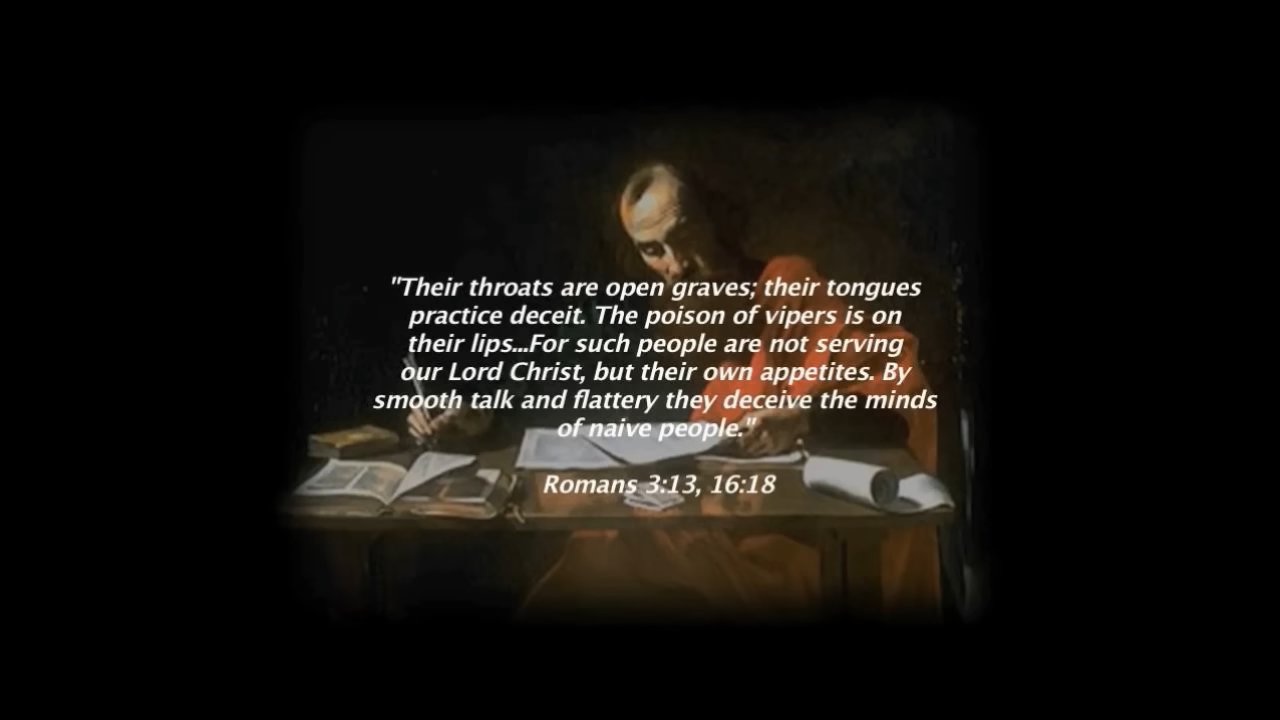 "Their throats are open graves; their tongues
practice deceit. The poison of vipers is on
their lips...For such people are not serving
our Lord Christ, but their own appetites. By
smooth talk and flattery they deceive the minds
of naive people."
Romans 3:13, 16:18